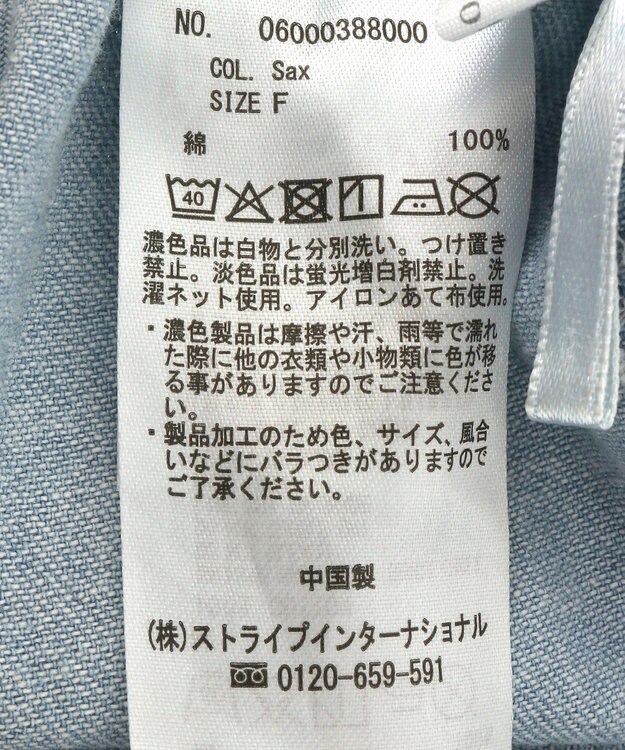 NO. 06000388000
COL. Sax
SIZE F
綿 100%
40
濃色品は白物と分別洗い。つけ置き
禁止。淡色品は蛍光増白剤禁止。洗
濯ネット使用。アイロンあて布使用。
・濃色製品は摩擦や汗、雨等で濡れ
た際に他の衣類や小物類に色が移
る事がありますのでご注意くださ
い。
・製品加工のため色、サイズ、風合
いなどにバラつきがありますので
ご了承ください。
中国製
(株)ストライプインターナショナル
0120-659-591